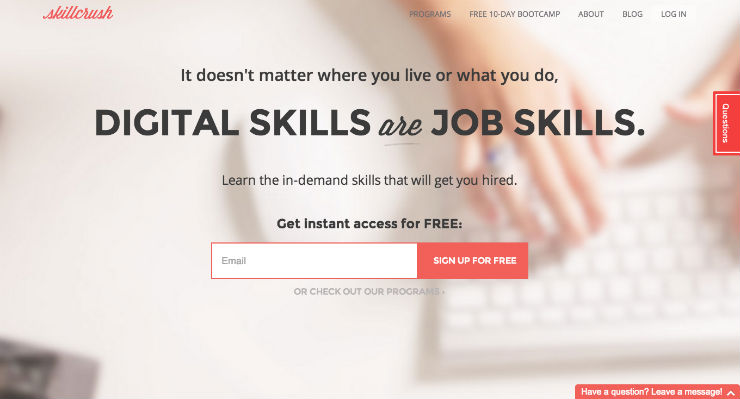 skillcrush
PROGRAMS FREE 10-DAY BOOTCAMP ABOUT BLOG LOG IN
It doesn't matter where you live or what you do,
DIGITAL SKILLS are JOB SKILLS.
Questions
Learn the in-demand skills that will get you hired.
Get instant access for FREE:
Email SIGN UP FOR FREE
OR CHECK OUT OUR PROGRAMS ›
Have a question? Leave a message!